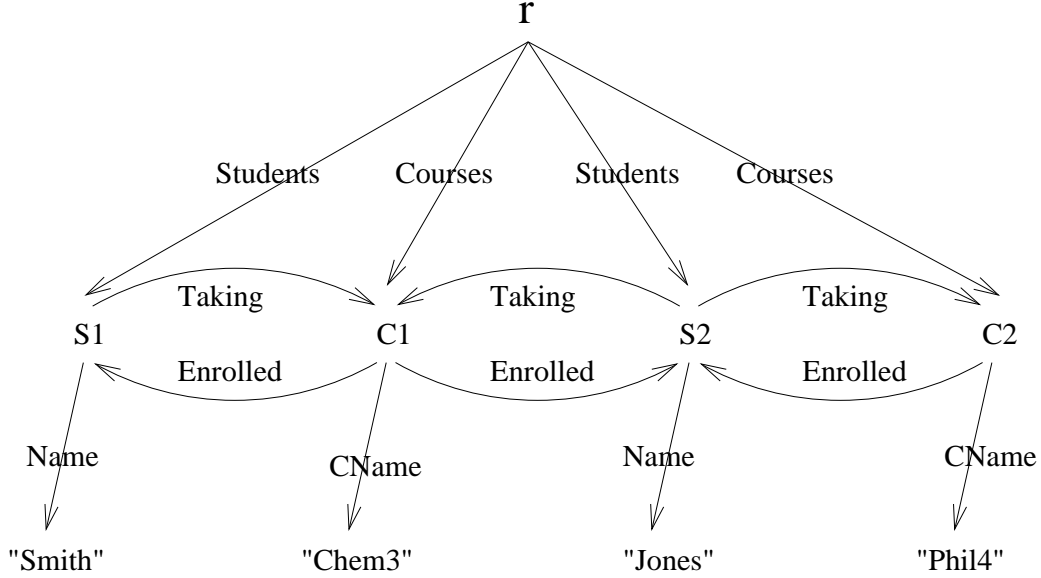 r
Students Courses Students Courses
Taking Taking Taking
S1 C1 S2 C2
Enrolled Enrolled Enrolled
Name CName Name CName
"Smith" "Chem3" "Jones" "Phil4"